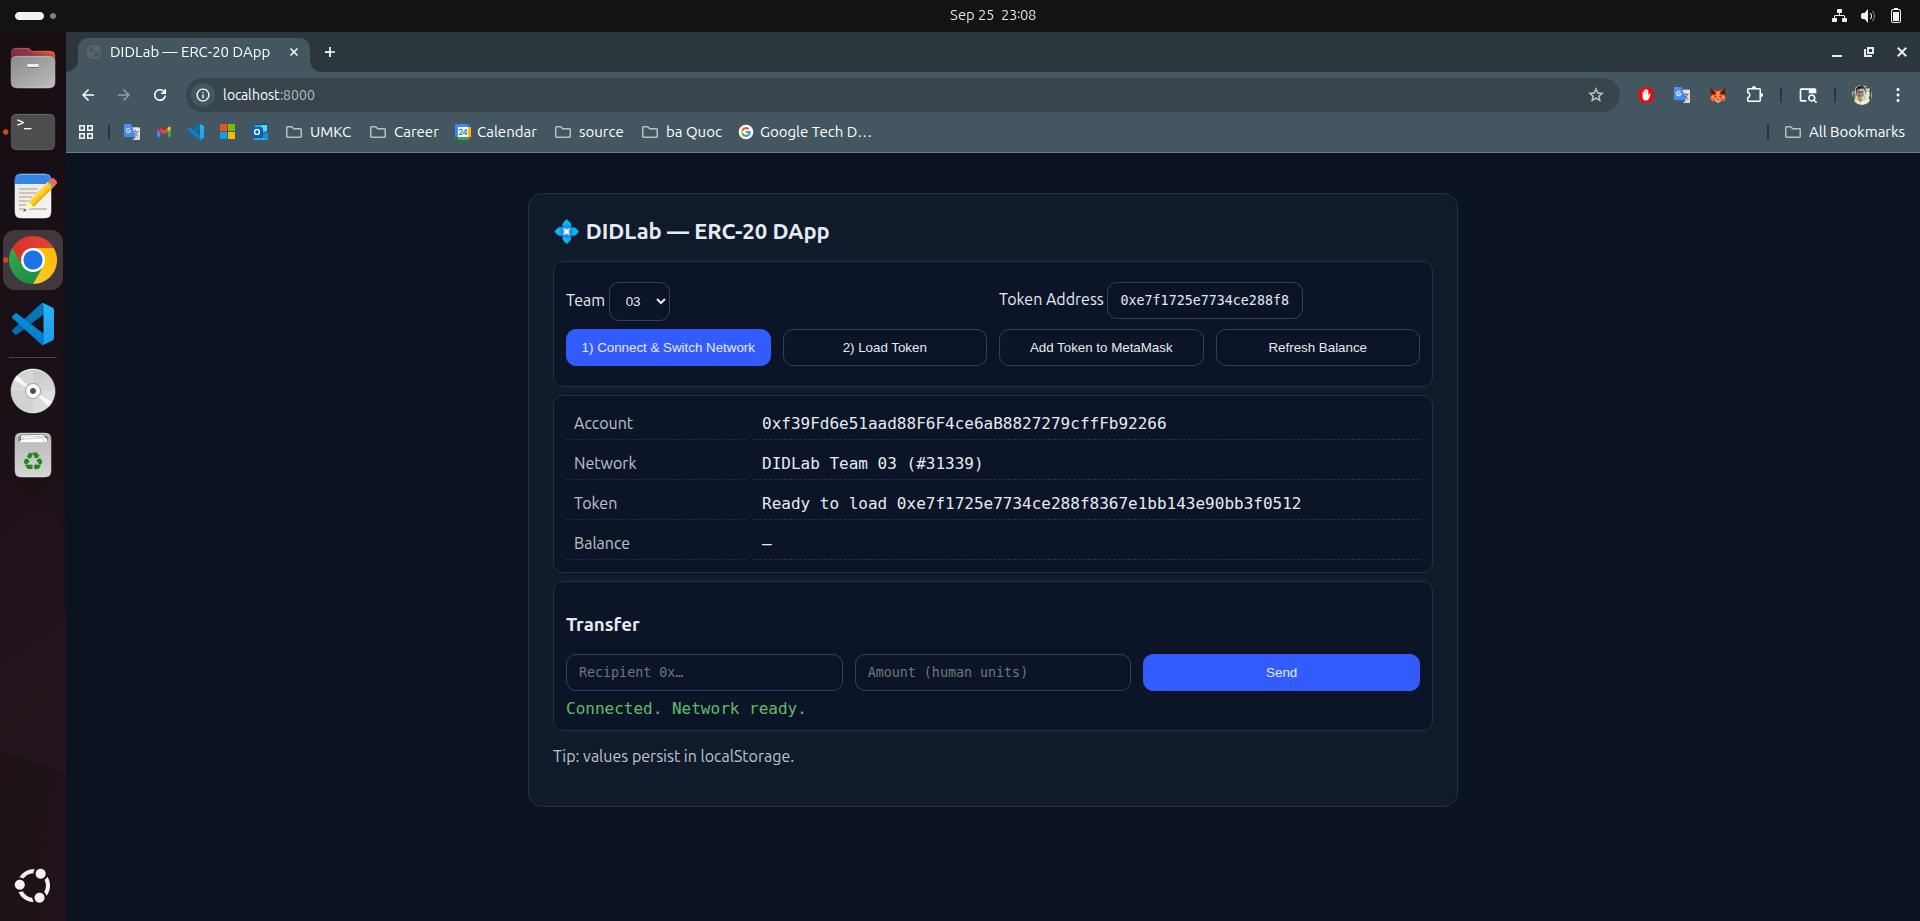 Sep 25 23:08
DIDLab — ERC-20 DApp
localhost:8000
UMKC
Career
24
Calendar
source
ba Quoc
Google Tech D…
All Bookmarks
DIDLab — ERC-20 DApp
Team 03
Token Address 0xe7f1725e7734ce288f8
1) Connect & Switch Network
2) Load Token
Add Token to MetaMask
Refresh Balance
Account 0xf39Fd6e51aad88F6F4ce6aB8827279cffFb92266
Network DIDLab Team 03 (#31339)
Token Ready to load 0xe7f1725e7734ce288f8367e1bb143e90bb3f0512
Balance —
Transfer
Recipient 0x…
Amount (human units)
Send
Connected. Network ready.
Tip: values persist in localStorage.